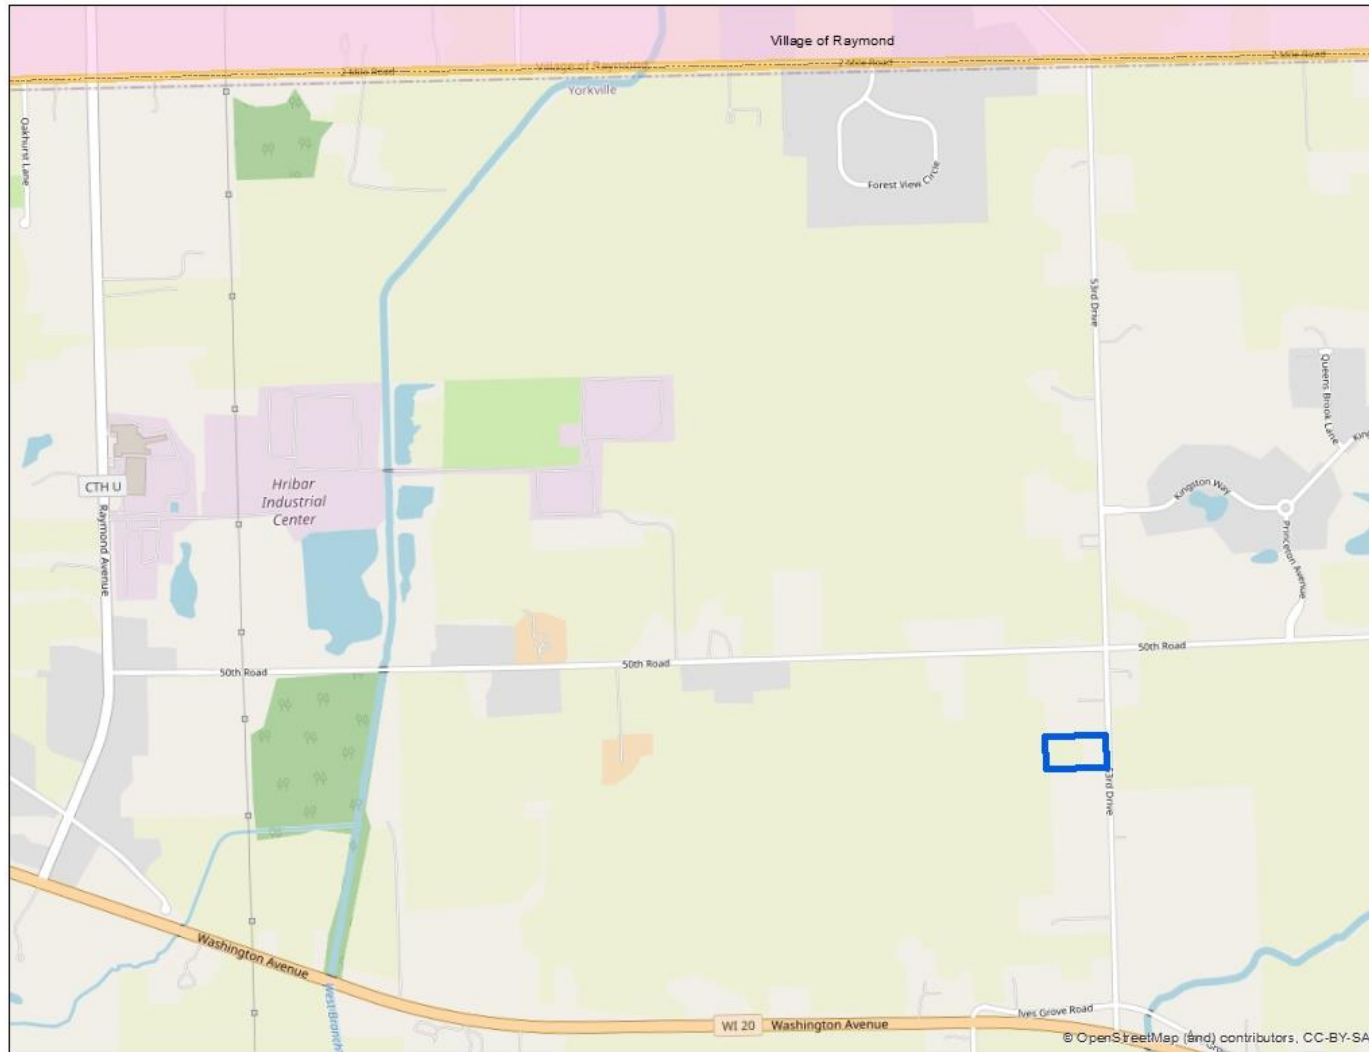 Village of Raymond
2 Mile Road
2 Mile Road
2 Mile Road
Village of Raymond
Yorkville
Oakhurst Lane
Forest View Circle
53rd Drive
Queens Brook Lane
King
Kingston Way
Princeton Avenue
CTH U
Raymond Avenue
Hribar
Industrial
Center
50th Road
50th Road
50th Road
53rd Drive
Washington Avenue
West Branch
WI 20
Washington Avenue
Ives Grove Road
© OpenStreetMap (and) contributors, CC-BY-SA